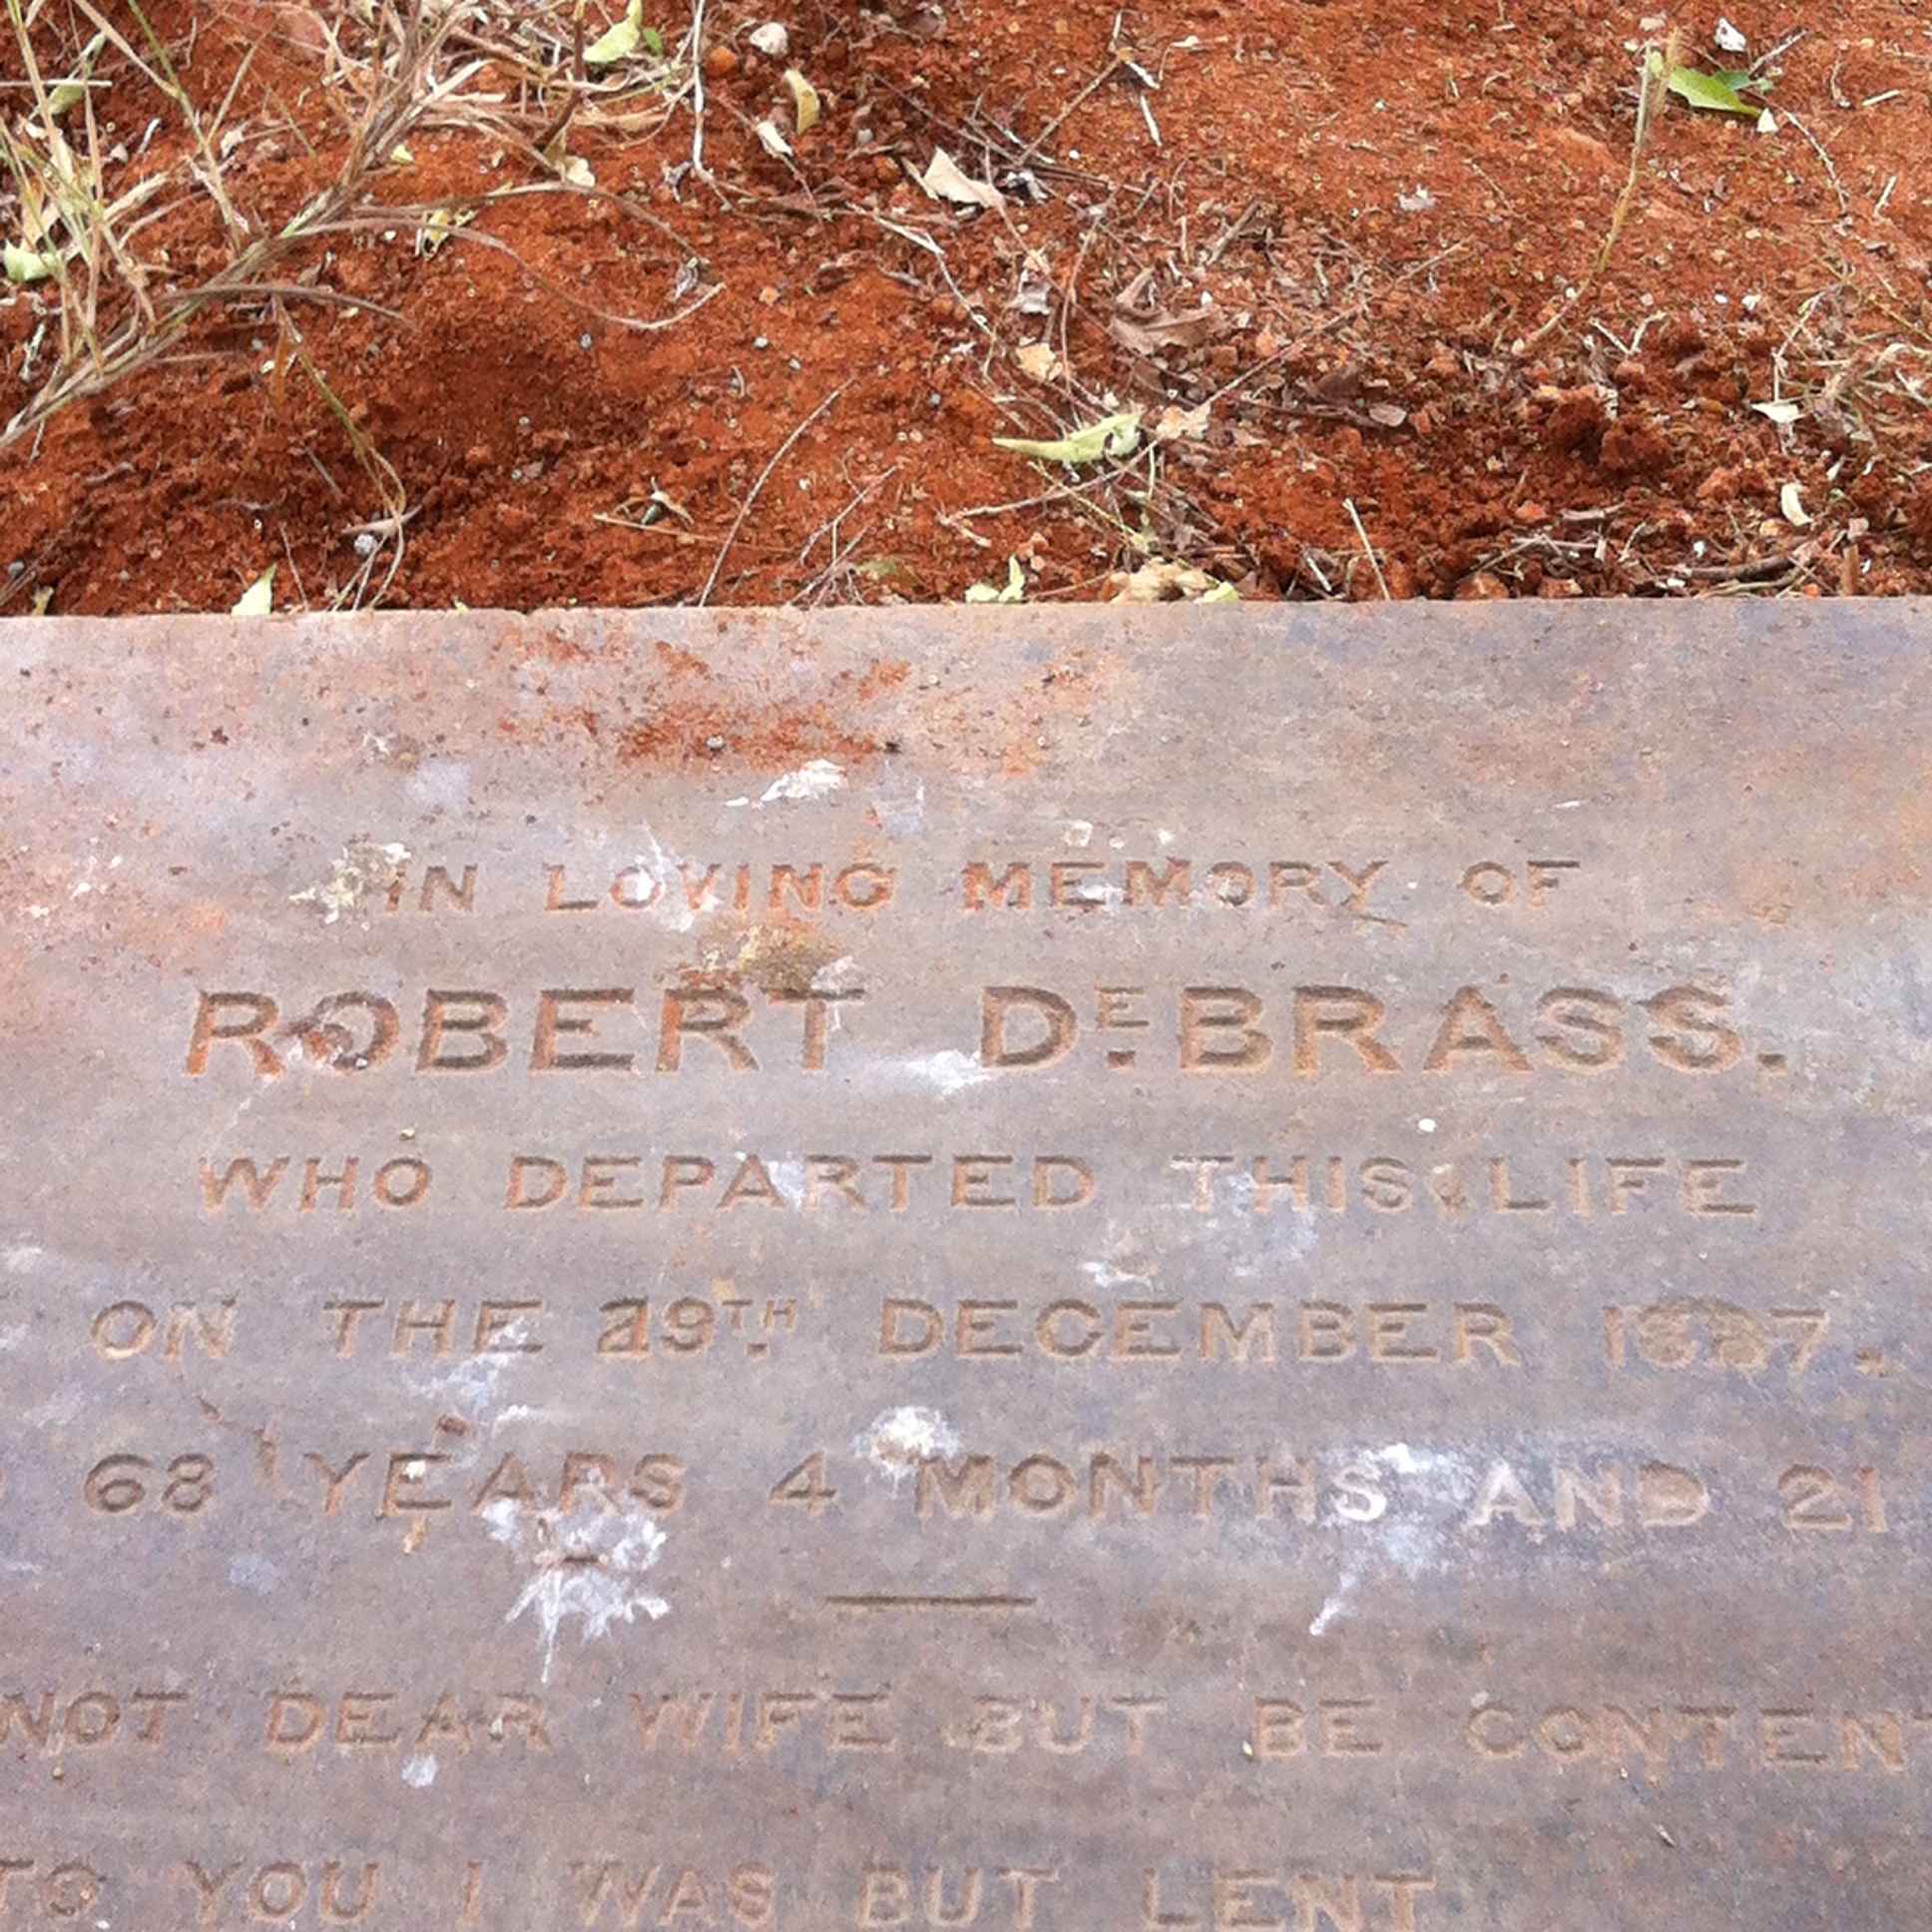 IN LOVING MEMORY OF
ROBERT DE. BRASS.
WHO DEPARTED THIS LIFE
ON THE 29TH. DECEMBER 1887.
68 YEARS 4 MONTHS AND 21
NOT DEAR WIFE BUT BE CONTENT
TO YOU I WAS BUT LENT